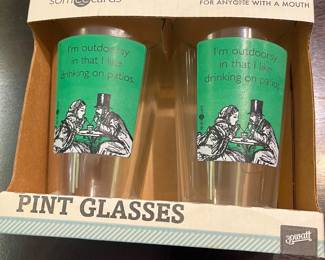 someecards
FOR ANYONE WITH A MOUTH
I'm outdoorsy
in that I like
drinking on patios.
I'm outdoorsy
in that I like
drinking on patios.
PINT GLASSES